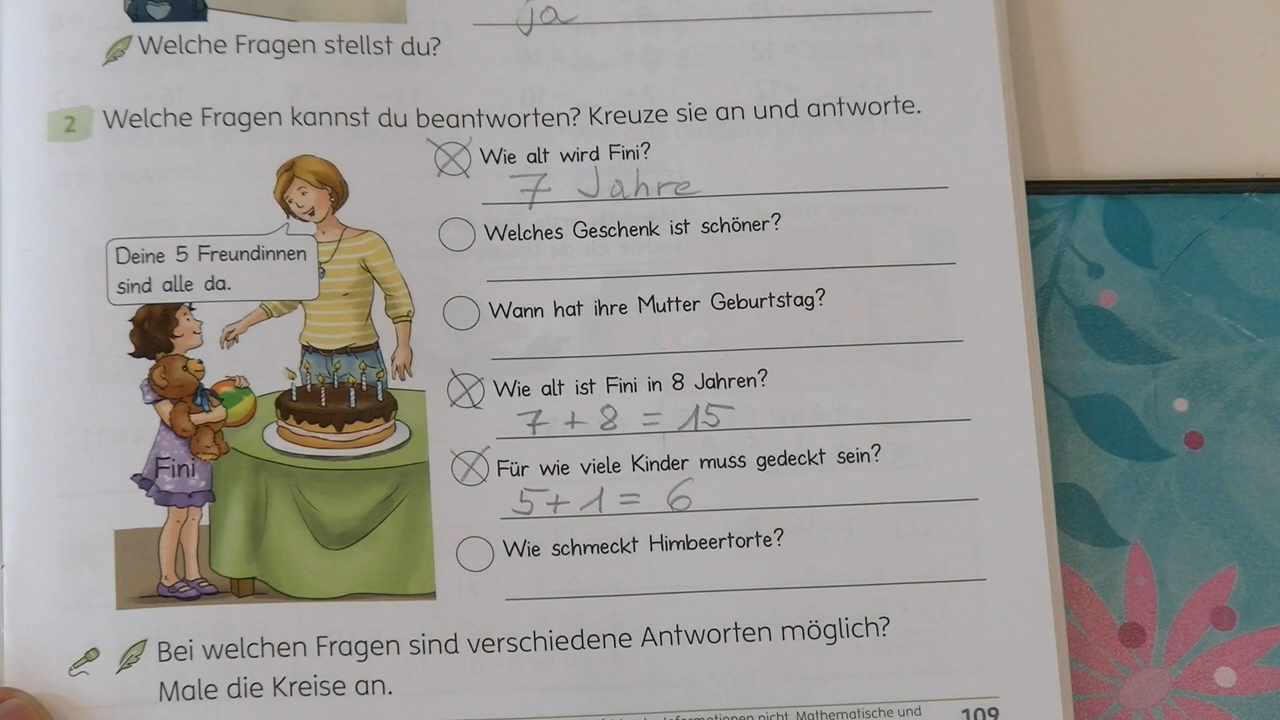 ja
Welche Fragen stellst du?
2 Welche Fragen kannst du beantworten? Kreuze sie an und antworte.
Wie alt wird Fini?
7 Jahre
Welches Geschenk ist schöner?
Deine 5 Freundinnen
sind alle da.
Wann hat ihre Mutter Geburtstag?
Wie alt ist Fini in 8 Jahren?
7 + 8 = 15
Für wie viele Kinder muss gedeckt sein?
Fini
5 + 1 = 6
Wie schmeckt Himbeertorte?
Bei welchen Fragen sind verschiedene Antworten möglich?
Male die Kreise an.
nicht. Mathematische und
109